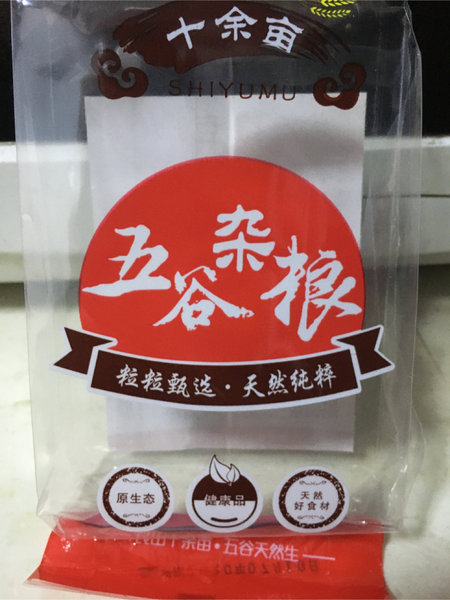 十余亩
SHIYUMU
五谷杂粮
粒粒甄选·天然纯粹
原生态
健康品
天然
好食材
十余亩·五谷天然生